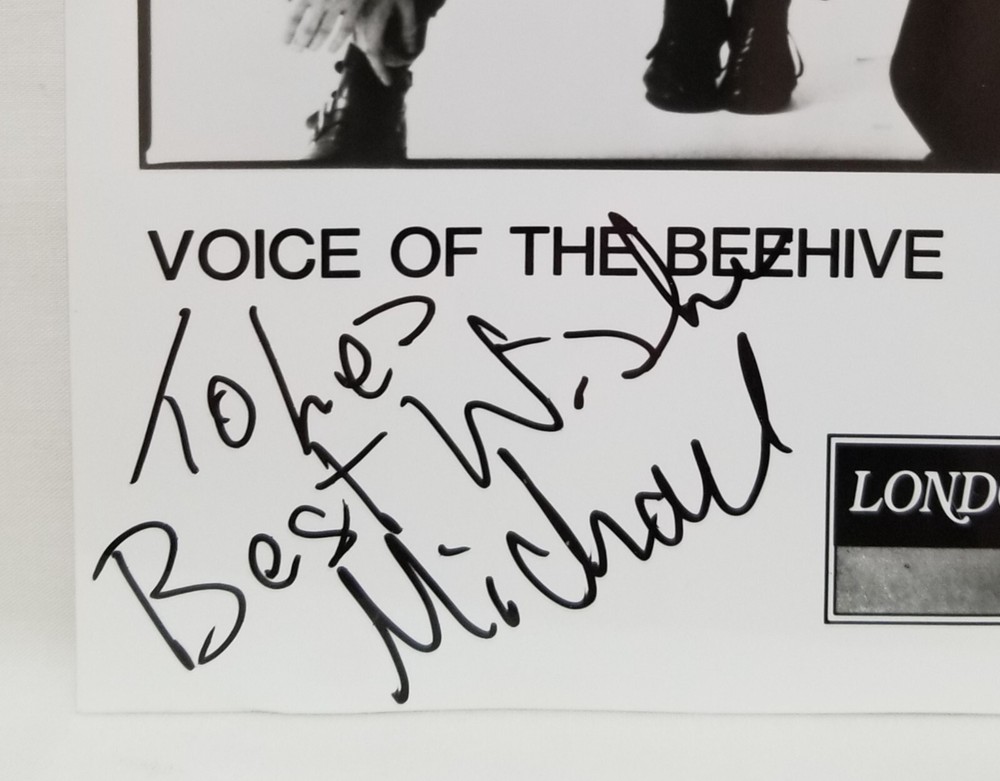 VOICE OF THE BEEHIVE
To Les
Best Wishes
Michael
LONDO